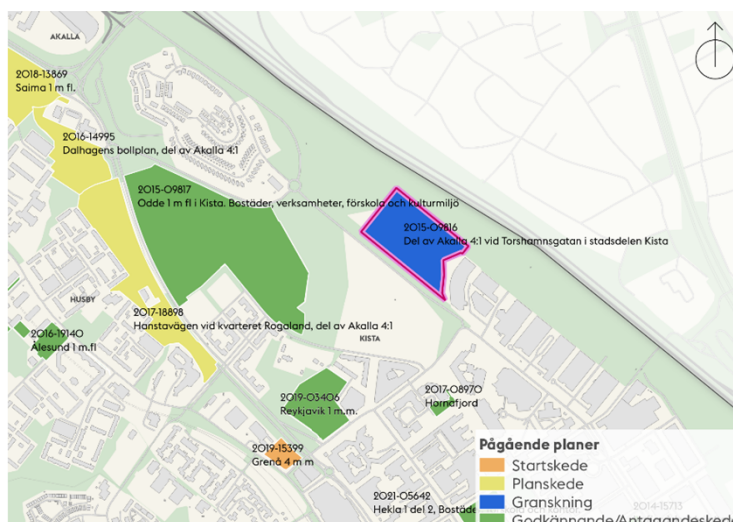 AKALLA
2018-13869
Saima 1 m fl.
2016-14995
Dalhagens bollplan, del av Akalla 4:1
2015-09817
Odde 1 m fl i Kista. Bostäder, verksamheter, förskola och kulturmiljö
2015-09816
Del av Akalla 4:1 vid Torshamnsgatan i stadsdelen Kista
HUSBY
2017-18898
Hanstavägen vid kvarteret Rogaland, del av Akalla 4:1
2016-19140
Ålesund 1 m.fl
KISTA
2019-03406
Reykjavik 1 m.m.
2017-08970
Hornafjord
2019-15399
Grenå 4 m m
2021-05642
Hekla 1 del 2, Bostäde
Pågående planer
Startskede
Planskede
Granskning
Godkännande/Antagandeskede
2014-15713